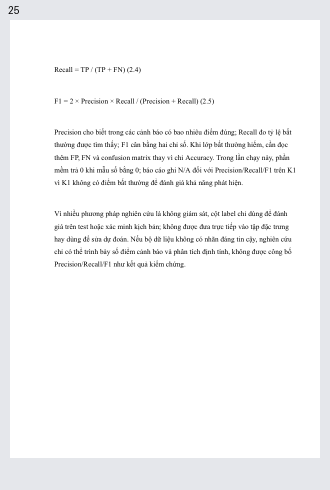 25
Recall = TP / (TP + FN) (2.4)
F1 = 2 × Precision × Recall / (Precision + Recall) (2.5)
Precision cho biết trong các cảnh báo có bao nhiêu điểm đúng; Recall đo tỷ lệ bất
thường được tìm thấy; F1 cân bằng hai chỉ số. Khi lớp bất thường hiếm, cần đọc
thêm FP, FN và confusion matrix thay vì chỉ Accuracy. Trong lần chạy này, phần
mềm trả 0 khi mẫu số bằng 0; báo cáo ghi N/A đối với Precision/Recall/F1 trên K1
vì K1 không có điểm bất thường để đánh giá khả năng phát hiện.
Vì nhiều phương pháp nghiên cứu là không giám sát, cột label chỉ dùng để đánh
giá trên test hoặc xác minh kịch bản; không được đưa trực tiếp vào tập đặc trưng
hay dùng để sửa dự đoán. Nếu bộ dữ liệu không có nhãn đáng tin cậy, nghiên cứu
chỉ có thể trình bày số điểm cảnh báo và phân tích định tính, không được công bố
Precision/Recall/F1 như kết quả kiểm chứng.